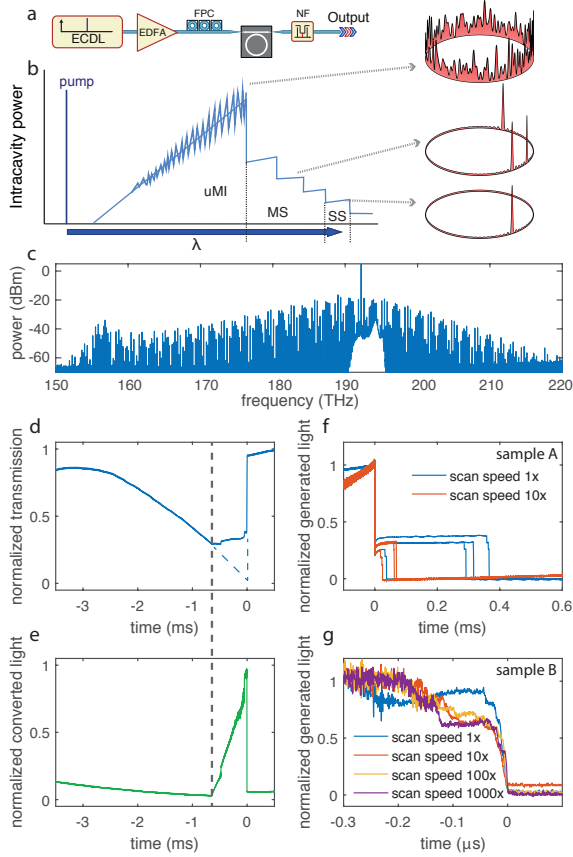 a
ECDL
EDFA
FPC
NF
Output
b
pump
Intracavity power
uMI
MS
SS
λ
c
power (dBm)
0
-20
-40
-60
150
160
170
180
190
200
210
220
frequency (THz)
d
normalized transmission
1
0.5
0
-3
-2
-1
0
time (ms)
f
sample A
normalized generated light
scan speed 1x
scan speed 10x
1
0.5
0
0
0.2
0.4
0.6
time (ms)
e
normalized converted light
1
0.5
0
-3
-2
-1
0
time (ms)
g
sample B
normalized generated light
1
0.5
0
scan speed 1x
scan speed 10x
scan speed 100x
scan speed 1000x
-0.3
-0.2
-0.1
0
time (µs)